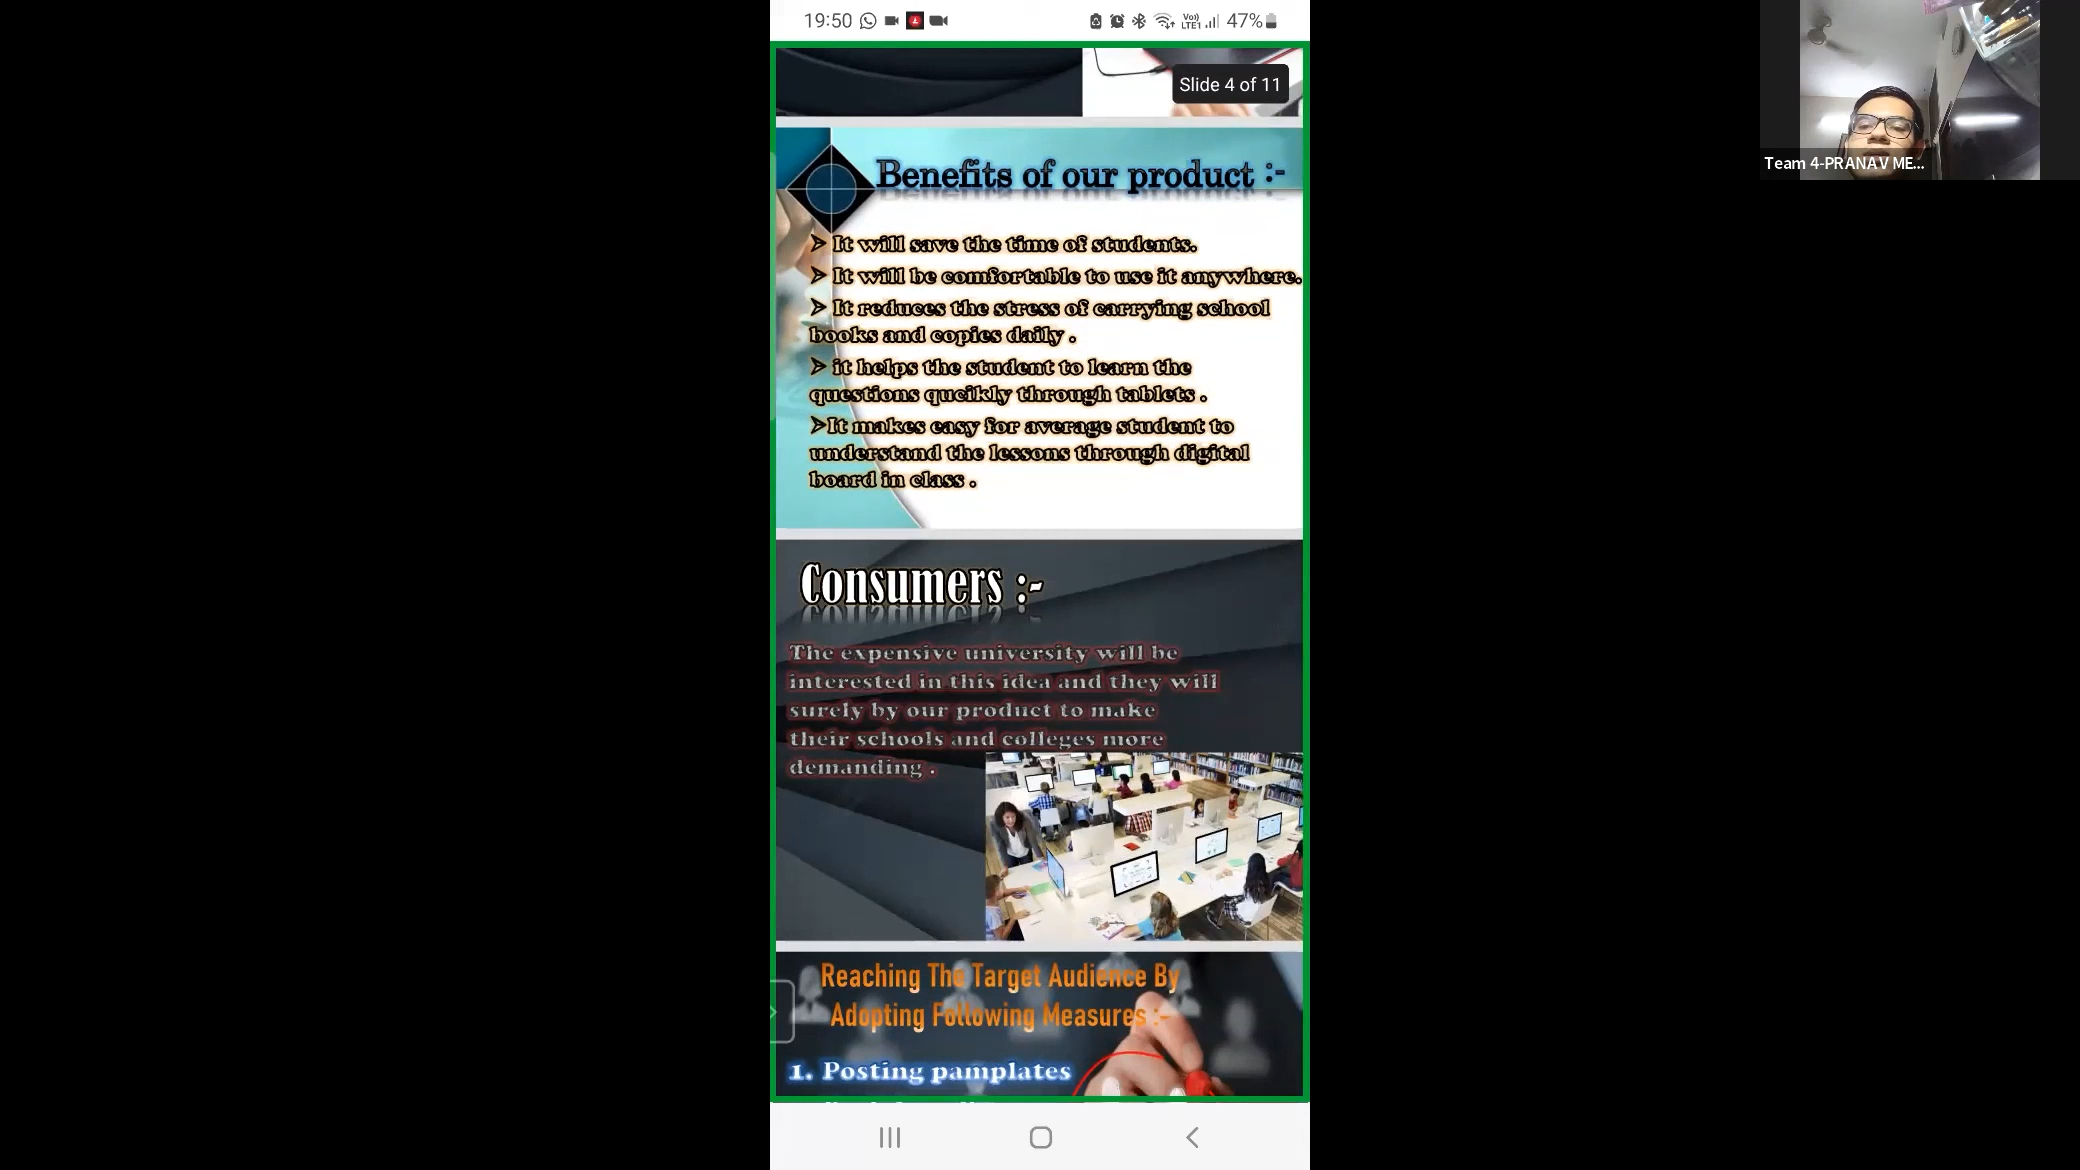 19:50
Vo)) LTE1 47%
Slide 4 of 11
Benefits of our product :-
➢ It will save the time of students.
➢ It will be comfortable to use it anywhere.
➢ It reduces the stress of carrying school
books and copies daily .
➢ it helps the student to learn the
questions qucikly through tablets .
➢It makes easy for average student to
understand the lessons through digital
board in class .
Consumers :-
The expensive university will be
interested in this idea and they will
surely by our product to make
their schools and colleges more
demanding .
Reaching The Target Audience By
Adopting Following Measures :-
1. Posting pamplates
Team 4-PRANAV ME...